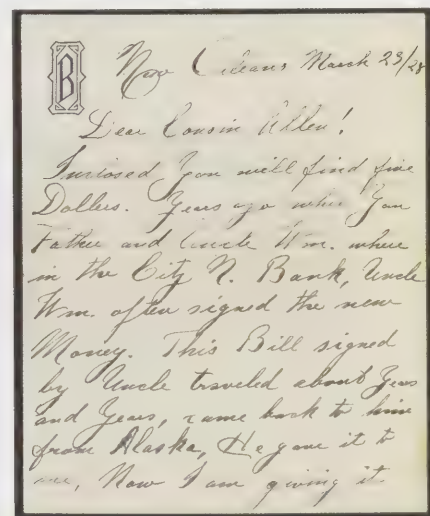 B
New Orleans March 23/28
Dear Cousin Allen!
Inclosed you will find five
Dollers. Years ago when You
Father and Uncle Wm. where
in the City N. Bank, Uncle
Wm. often signed the new
Money. This Bill signed
by Uncle traveled about Years
and Years, came back to him
from Alaska, He gave it to
me, Now I am giving it